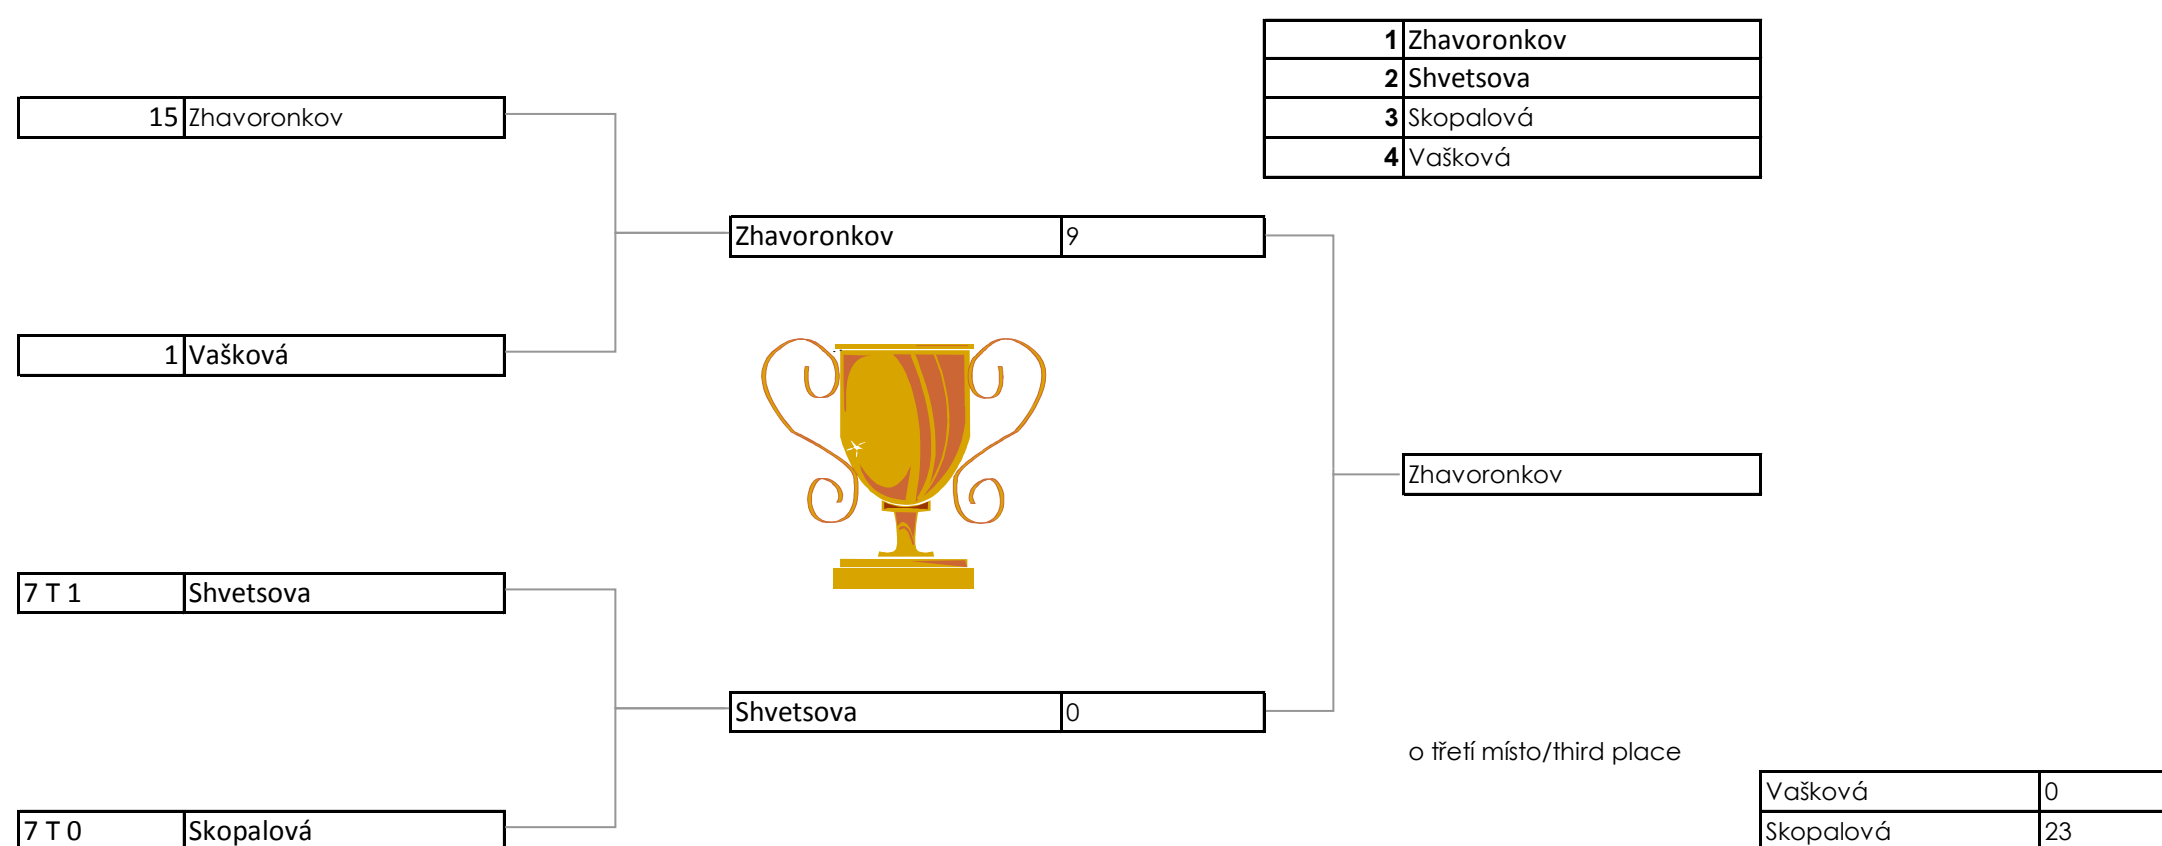 1 Zhavoronkov
2 Shvetsova
15 Zhavoronkov
3 Skopalová
4 Vašková
Zhavoronkov 9
1 Vašková
Zhavoronkov
7 T 1 Shvetsova
Shvetsova 0
o třetí místo/third place
Vašková 0
7 T 0 Skopalová
Skopalová 23